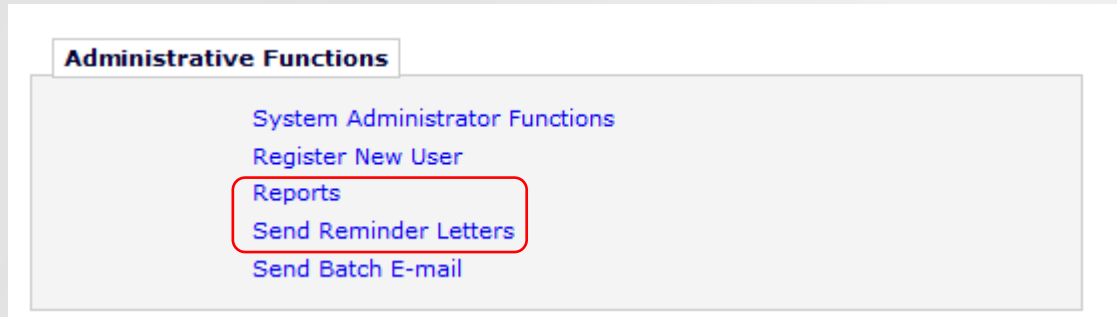 Administrative Functions
System Administrator Functions
Register New User
Reports
Send Reminder Letters
Send Batch E-mail